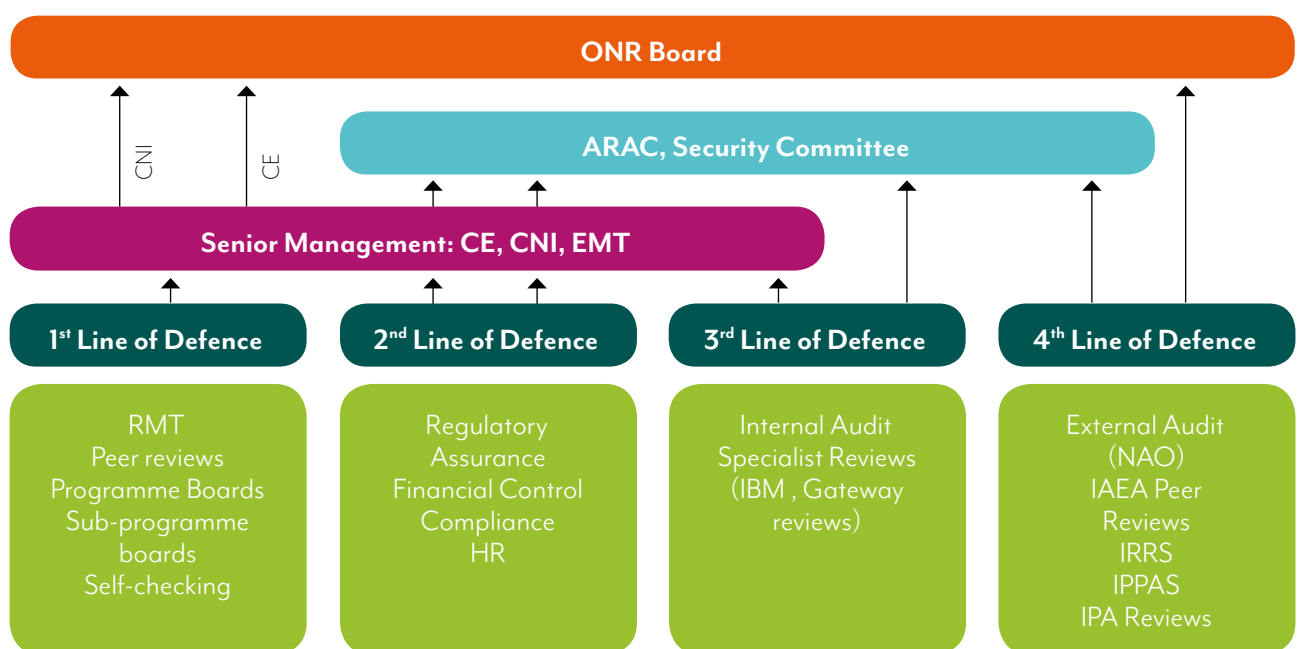 ONR Board
ARAC, Security Committee
CNI
CE
Senior Management: CE, CNI, EMT
1st Line of Defence
2nd Line of Defence
3rd Line of Defence
4th Line of Defence
RMT
Peer reviews
Programme Boards
Sub-programme
boards
Self-checking
Regulatory
Assurance
Financial Control
Compliance
HR
Internal Audit
Specialist Reviews
(IBM , Gateway
reviews)
External Audit
(NAO)
IAEA Peer
Reviews
IRRS
IPPAS
IPA Reviews